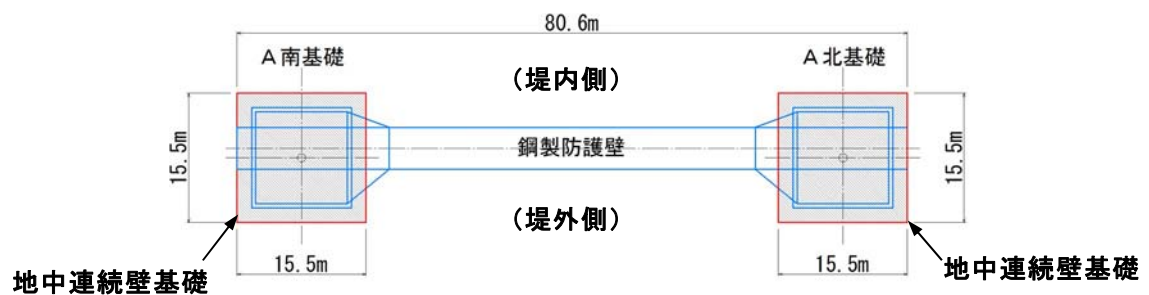 80.6m
A南基礎
A北基礎
（堤内側）
15.5m
鋼製防護壁
15.5m
（堤外側）
15.5m
15.5m
地中連続壁基礎
地中連続壁基礎